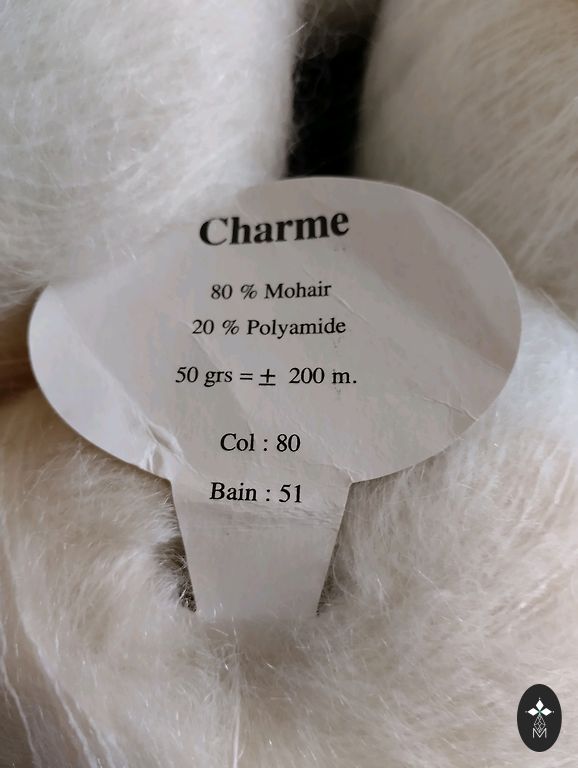 Charme
80 % Mohair
20 % Polyamide
50 grs = ± 200 m.
Col : 80
Bain : 51
M